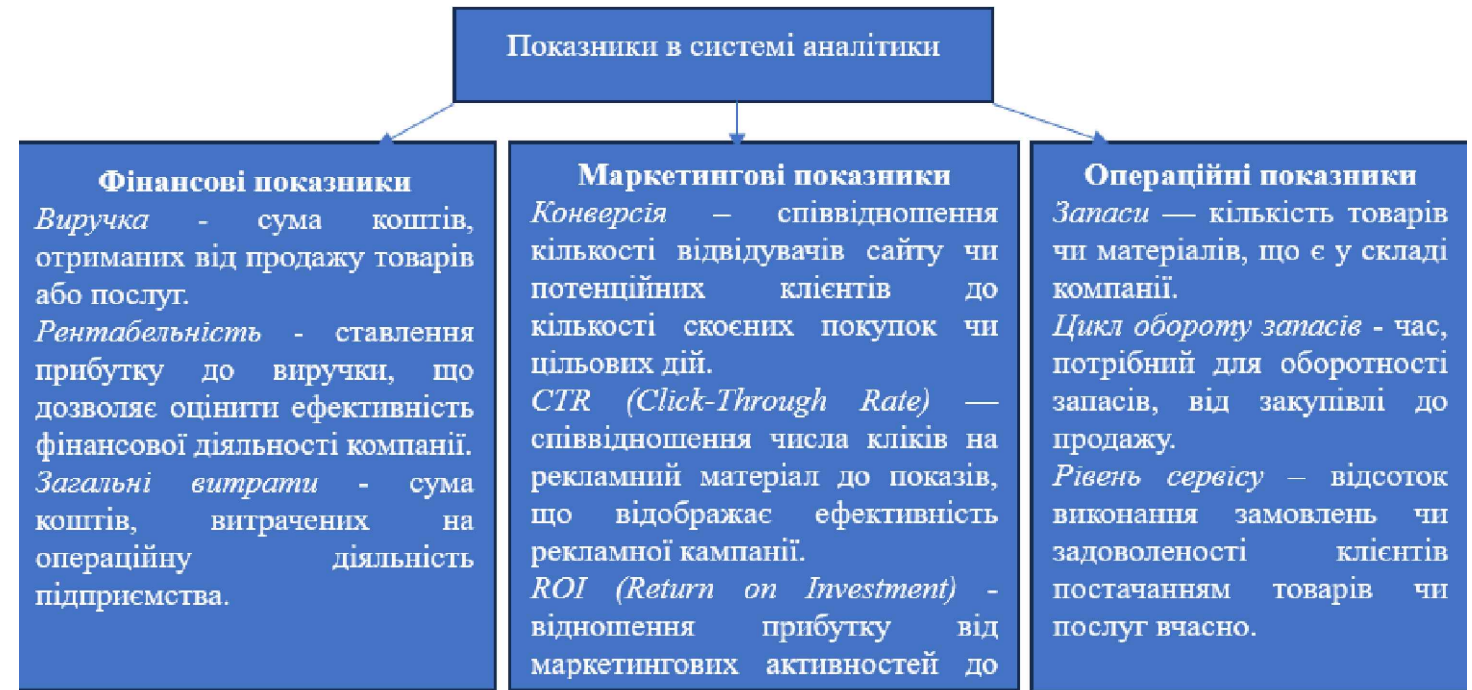 Показники в системі аналітики
Фінансові показники
Виручка - сума коштів,
отриманих від продажу товарів
або послуг.
Рентабельність - ставлення
прибутку до виручки, що
дозволяє оцінити ефективність
фінансової діяльності компанії.
Загальні витрати - сума
коштів, витрачених на
операційну діяльність
підприємства.
Маркетингові показники
Конверсія – співвідношення
кількості відвідувачів сайту чи
потенційних клієнтів до
кількості скоєних покупок чи
цільових дій.
CTR (Click-Through Rate) —
співвідношення числа кліків на
рекламний матеріал до показів,
що відображає ефективність
рекламної кампанії.
ROI (Return on Investment) -
відношення прибутку від
маркетингових активностей до
Операційні показники
Запаси — кількість товарів
чи матеріалів, що є у складі
компанії.
Цикл обороту запасів - час,
потрібний для оборотності
запасів, від закупівлі до
продажу.
Рівень сервісу – відсоток
виконання замовлень чи
задоволеності клієнтів
постачанням товарів чи
послуг вчасно.